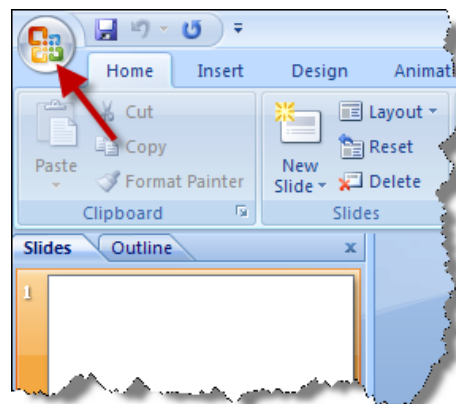 Home Insert Design Animat
Cut
Copy
Format Painter
Paste
Clipboard
New
Slide
Layout
Reset
Delete
Slides
Slides Outline
1